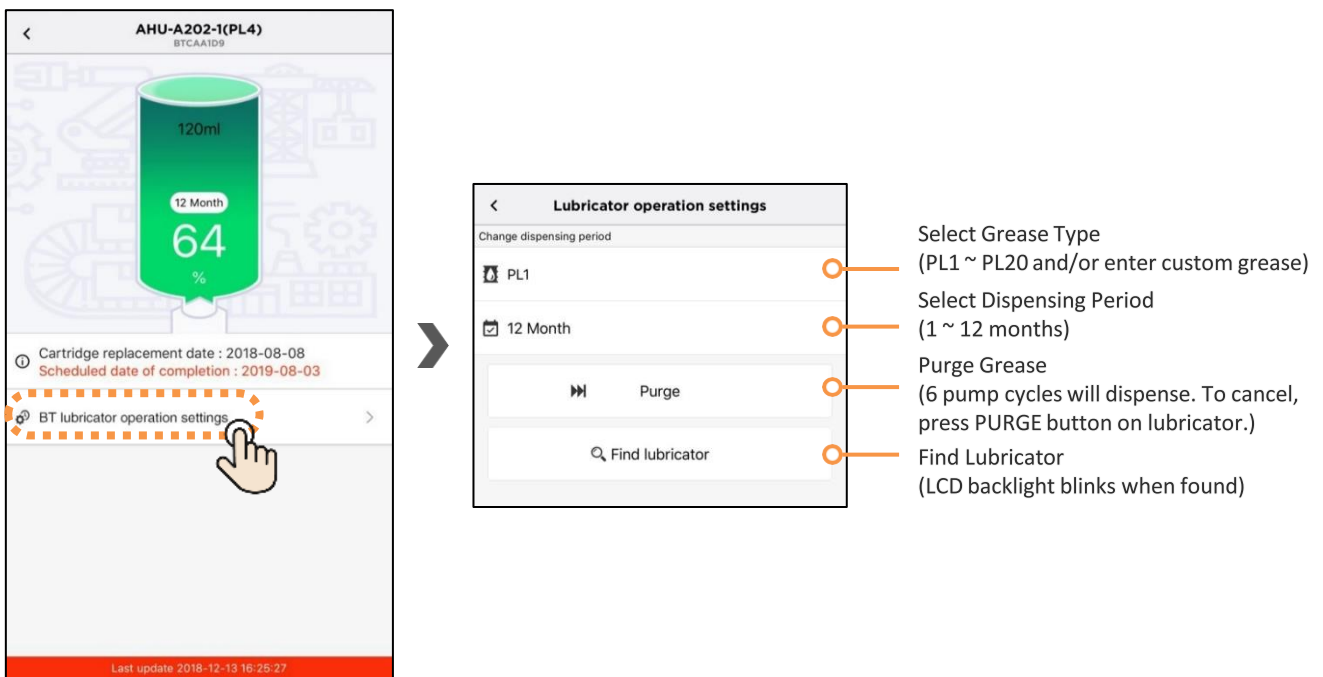 AHU-A202-1(PL4)
BTCAA1D9
120ml
12 Month
64
%
Cartridge replacement date : 2018-08-08
Scheduled date of completion : 2019-08-03
BT lubricator operation settings
Last update 2018-12-13 16:25:27
Lubricator operation settings
Change dispensing period
PL1
12 Month
Purge
Find lubricator
Select Grease Type
(PL1 ~ PL20 and/or enter custom grease)
Select Dispensing Period
(1 ~ 12 months)
Purge Grease
(6 pump cycles will dispense. To cancel,
press PURGE button on lubricator.)
Find Lubricator
(LCD backlight blinks when found)